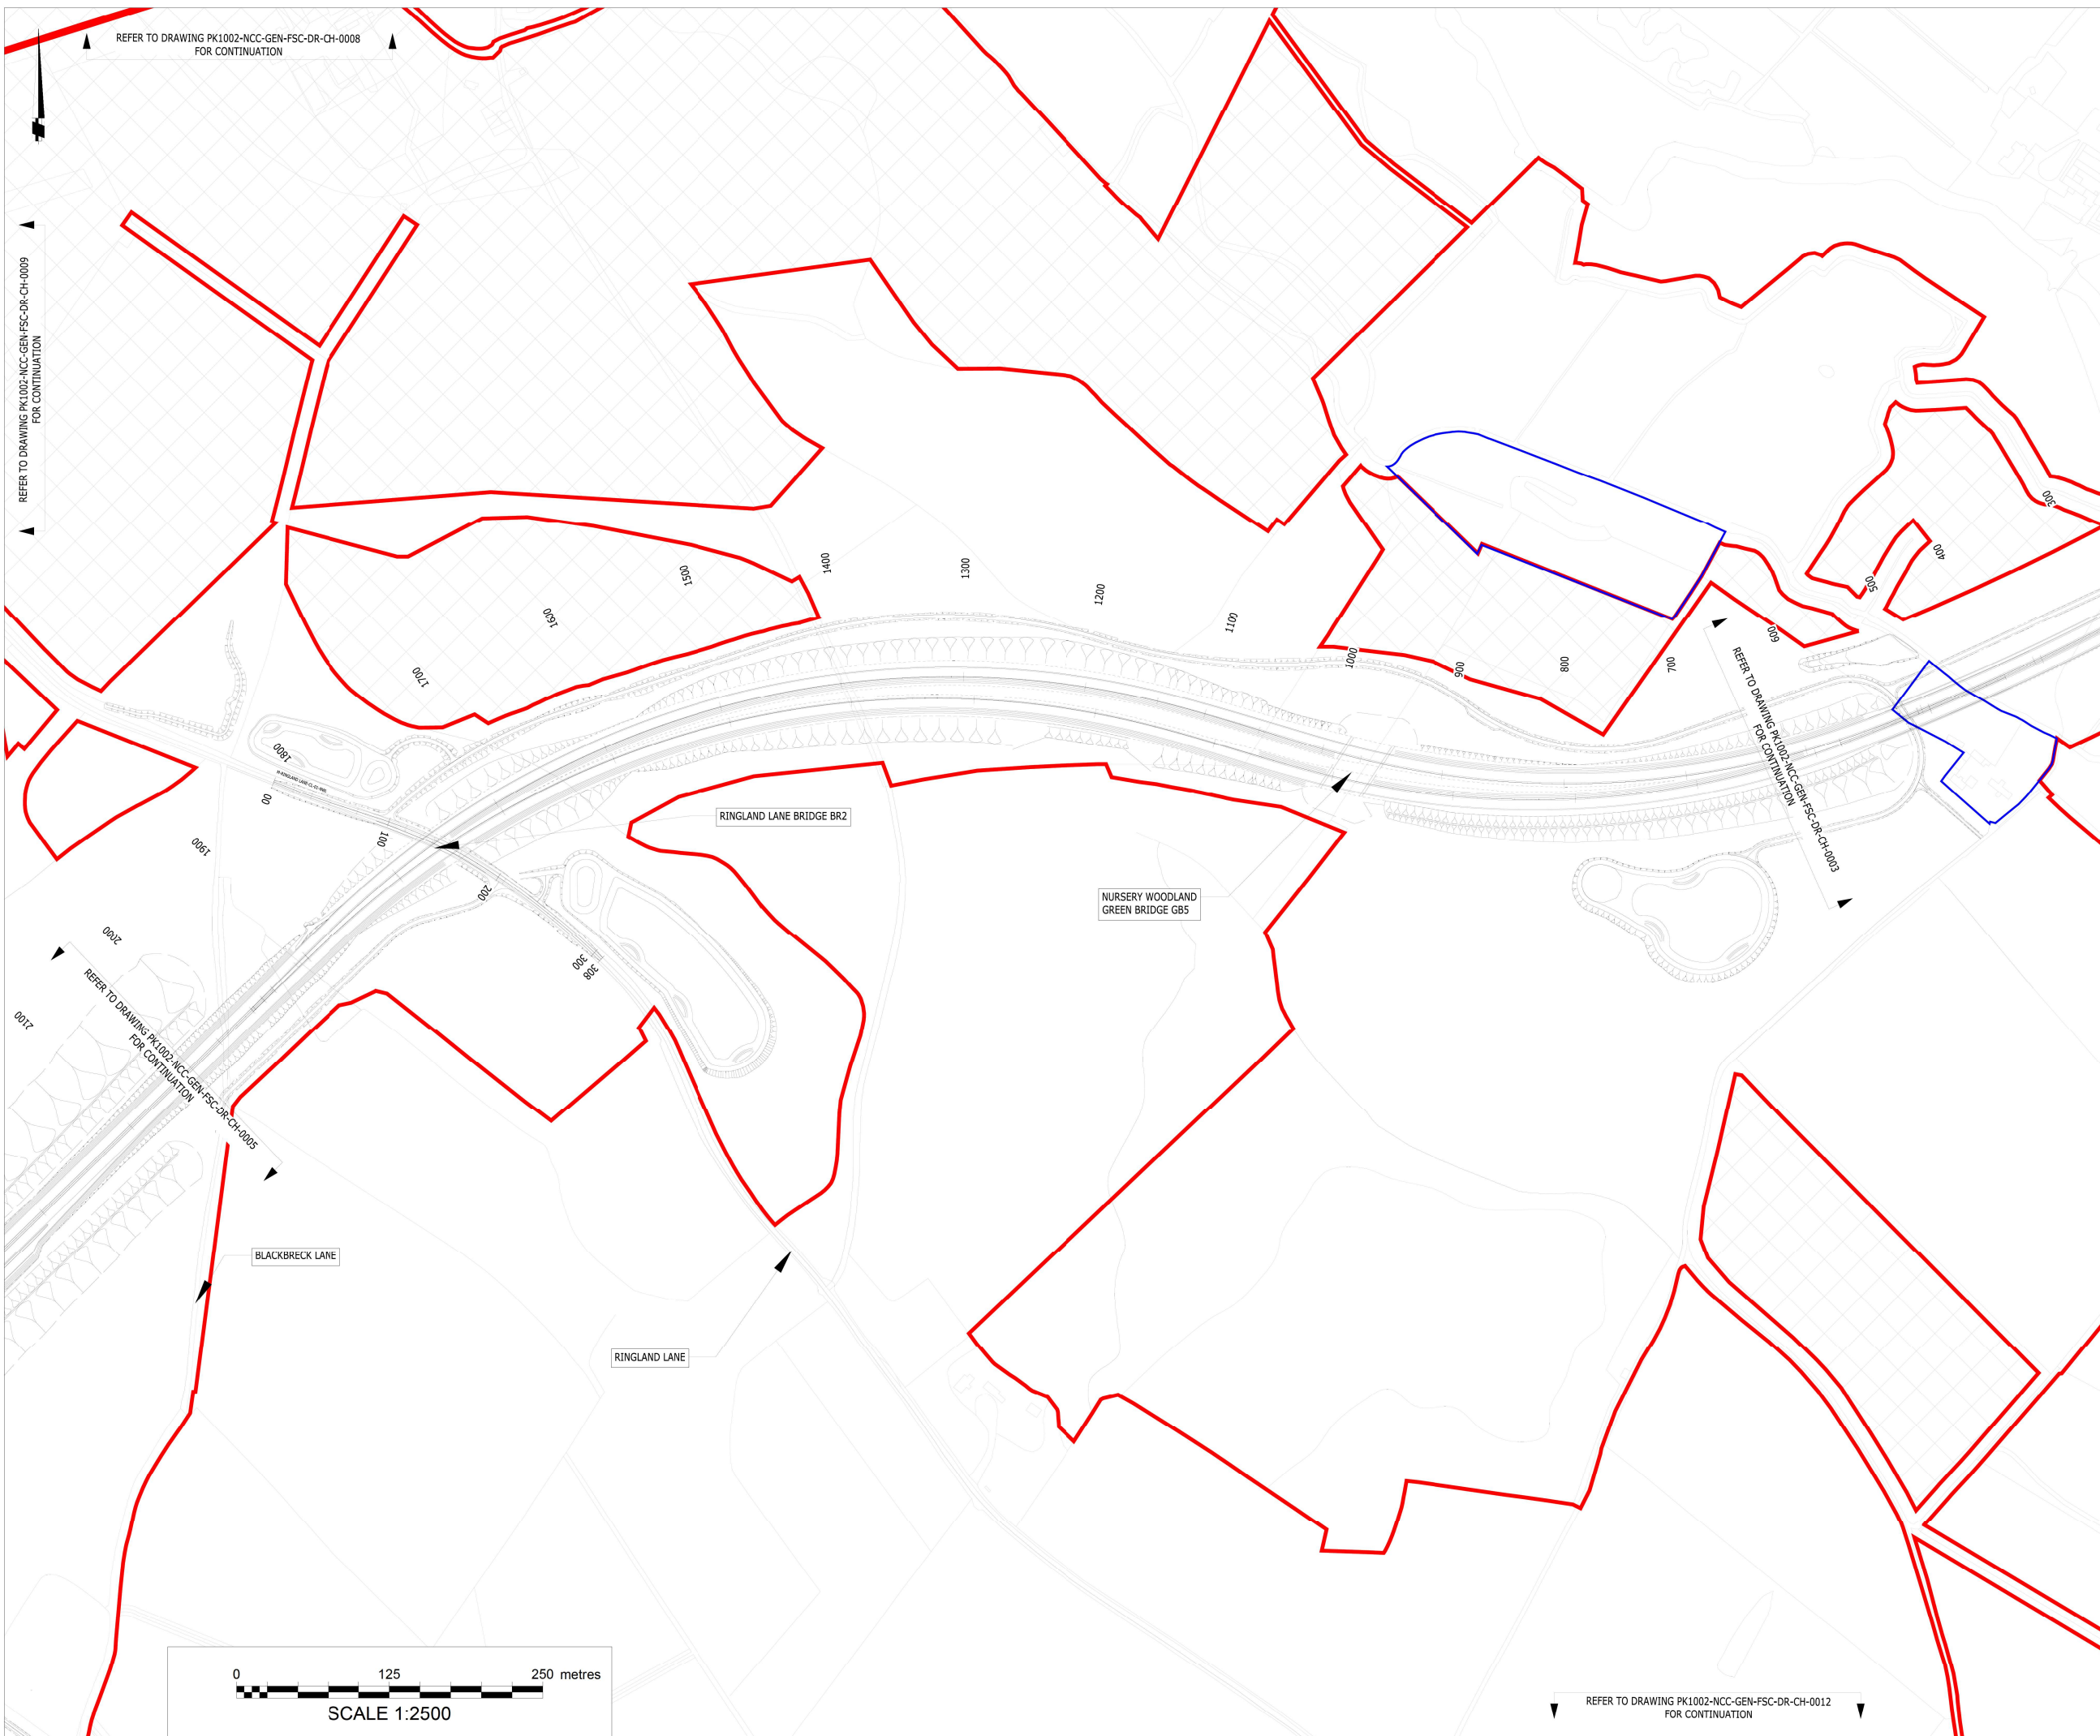 REFER TO DRAWING PK1002-NCC-GEN-FSC-DR-CH-0008
FOR CONTINUATION
REFER TO DRAWING PK1002-NCC-GEN-FSC-DR-CH-0009
FOR CONTINUATION
300
400
500
600
700
800
900
1000
1100
1200
1300
1400
1500
1600
1700
1800
1900
2000
2100
00
100
200
300
308
REFER TO DRAWING PK1002-NCC-GEN-FSC-DR-CH-0003
FOR CONTINUATION
RINGLAND LANE BRIDGE BR2
NURSERY WOODLAND
GREEN BRIDGE GB5
REFER TO DRAWING PK1002-NCC-GEN-FSC-DR-CH-0005
FOR CONTINUATION
BLACKBRECK LANE
RINGLAND LANE
0 125 250 metres
SCALE 1:2500
REFER TO DRAWING PK1002-NCC-GEN-FSC-DR-CH-0012
FOR CONTINUATION